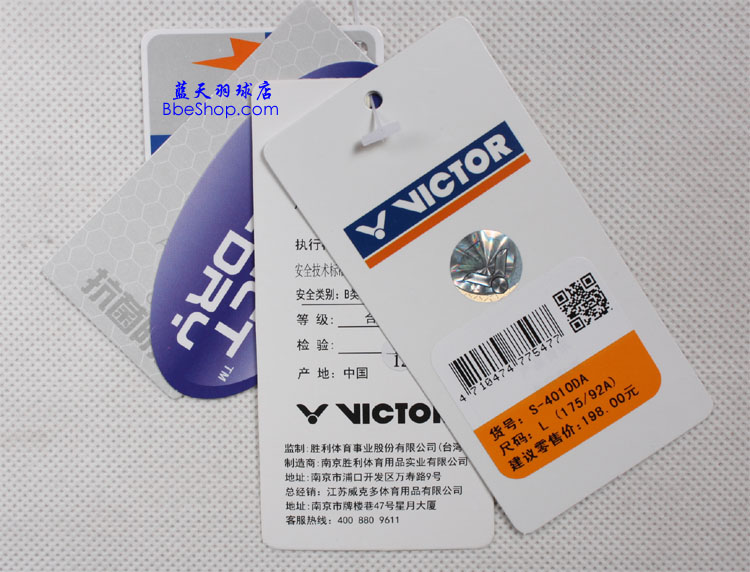 蓝天羽球店
BbeShop.com
VICTOR
4710474775477
货号: S-4010DA
尺码: L (175/92A)
建议零售价:198.00元
执行
安全技术标
安全类别: B类
等 级: 合
检 验: 12
产 地: 中国
VICTOR
监制:胜利体育事业股份有限公司(台湾
制造商:南京胜利体育用品实业有限公司
地址:南京市浦口开发区万寿路9号
总经销:江苏威克多体育用品有限公司
地址:南京市牌楼巷47号星月大厦
客服热线: 400 880 9611
CT
DRY
TM
抗菌防